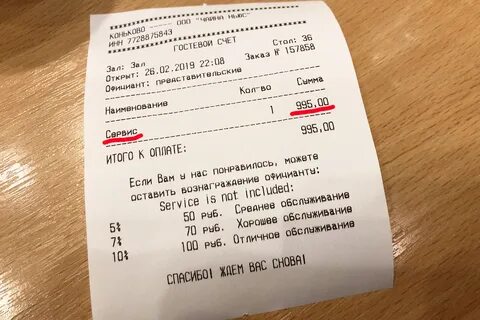 КОНЬКОВО ---- ООО "ЧАЙНА НЬЮС"
ИНН 7728875843
ГОСТЕВОЙ СЧЕТ
Зал: Зал Стол: 36
Открыт: 26.02.2019 22:08 Заказ № 157858
Официант: представительские
Наименование Кол-во Сумма
Сервис 1 995,00
ИТОГО К ОПЛАТЕ: 995,00
Если Вам у нас понравилось, можете
оставить вознаграждение официанту:
Service is not included:
5% 50 руб. Среднее обслуживание
7% 70 руб. Хорошее обслуживание
10% 100 руб. Отличное обслуживание
СПАСИБО! ЖДЕМ ВАС СНОВА!